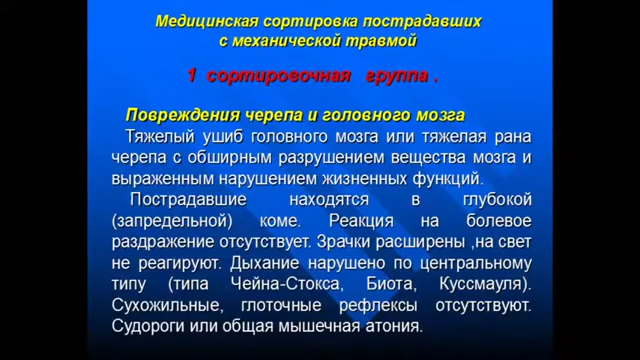 Медицинская сортировка пострадавших
с механической травмой
1 сортировочная группа .
Повреждения черепа и головного мозга
Тяжелый ушиб головного мозга или тяжелая рана
черепа с обширным разрушением вещества мозга и
выраженным нарушением жизненных функций.
Пострадавшие находятся в глубокой
(запредельной) коме. Реакция на болевое
раздражение отсутствует. Зрачки расширены ,на свет
не реагируют. Дыхание нарушено по центральному
типу (типа Чейна-Стокса, Биота, Куссмауля).
Сухожильные, глоточные рефлексы отсутствуют.
Судороги или общая мышечная атония.